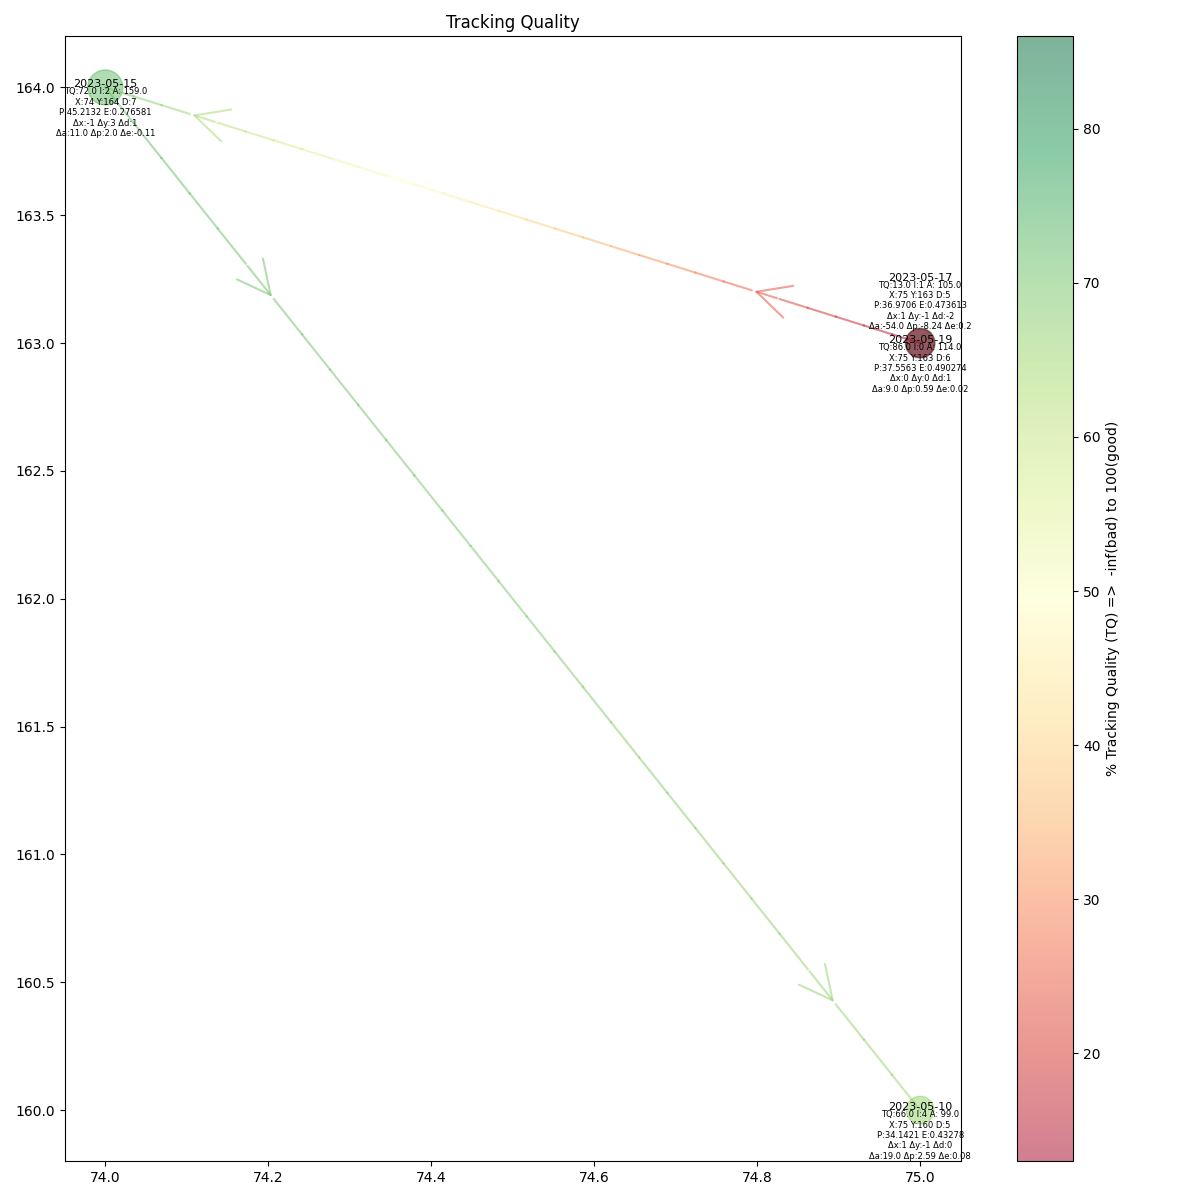 Tracking Quality
164.0
163.5
163.0
162.5
162.0
161.5
161.0
160.5
160.0
74.0
74.2
74.4
74.6
74.8
75.0
2023-05-15
TQ:72.0 I:2 A: 159.0
X:74 Y:164 D:7
P:45.2132 E:0.276581
Δx:-1 Δy:3 Δd:1
Δa:11.0 Δp:2.0 Δe:-0.11
2023-05-17
TQ:13.0 I:1 A: 105.0
X:75 Y:163 D:5
P:36.9706 E:0.473613
Δx:1 Δy:-1 Δd:-2
Δa:-54.0 Δp:-8.24 Δe:0.2
2023-05-19
TQ:86.0 I:0 A: 114.0
X:75 Y:163 D:6
P:37.5563 E:0.490274
Δx:0 Δy:0 Δd:1
Δa:9.0 Δp:0.59 Δe:0.02
2023-05-10
TQ:66.0 I:4 A: 99.0
X:75 Y:160 D:5
P:34.1421 E:0.43278
Δx:1 Δy:-1 Δd:0
Δa:19.0 Δp:2.59 Δe:0.08
80
70
60
50
40
30
20
% Tracking Quality (TQ) =>  -inf(bad) to 100(good)